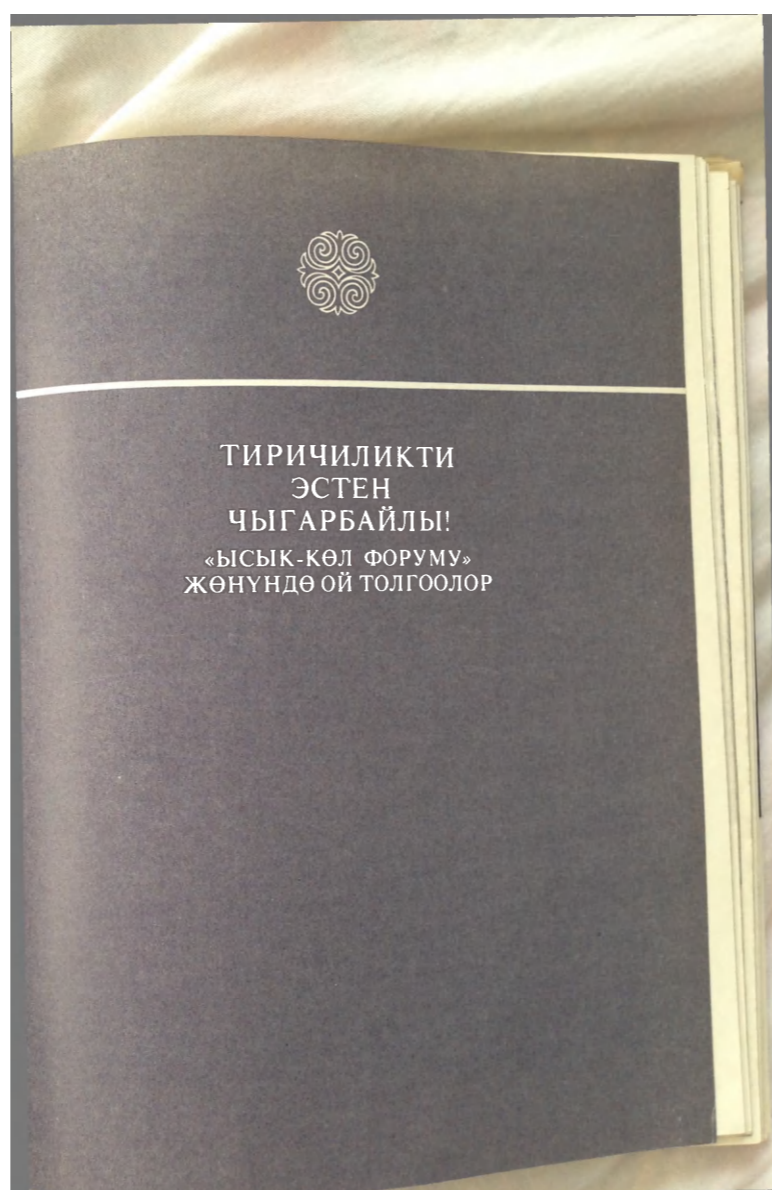 ТИРИЧИЛИКТИ
ЭСТЕН
ЧЫГАРБАЙЛЫ!
«ЫСЫК-КӨЛ ФОРУМУ»
ЖӨНҮНДӨ ОЙ ТОЛГООЛОР